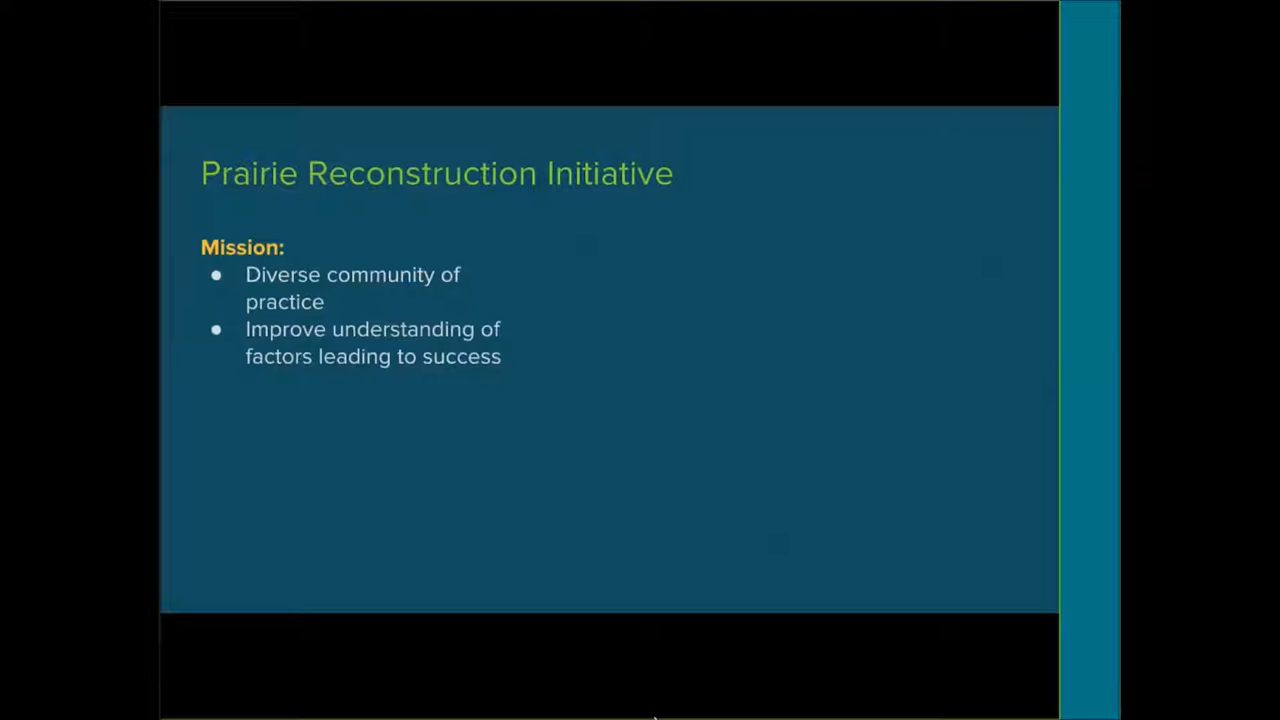 Prairie Reconstruction Initiative
Mission:
● Diverse community of
practice
● Improve understanding of
factors leading to success